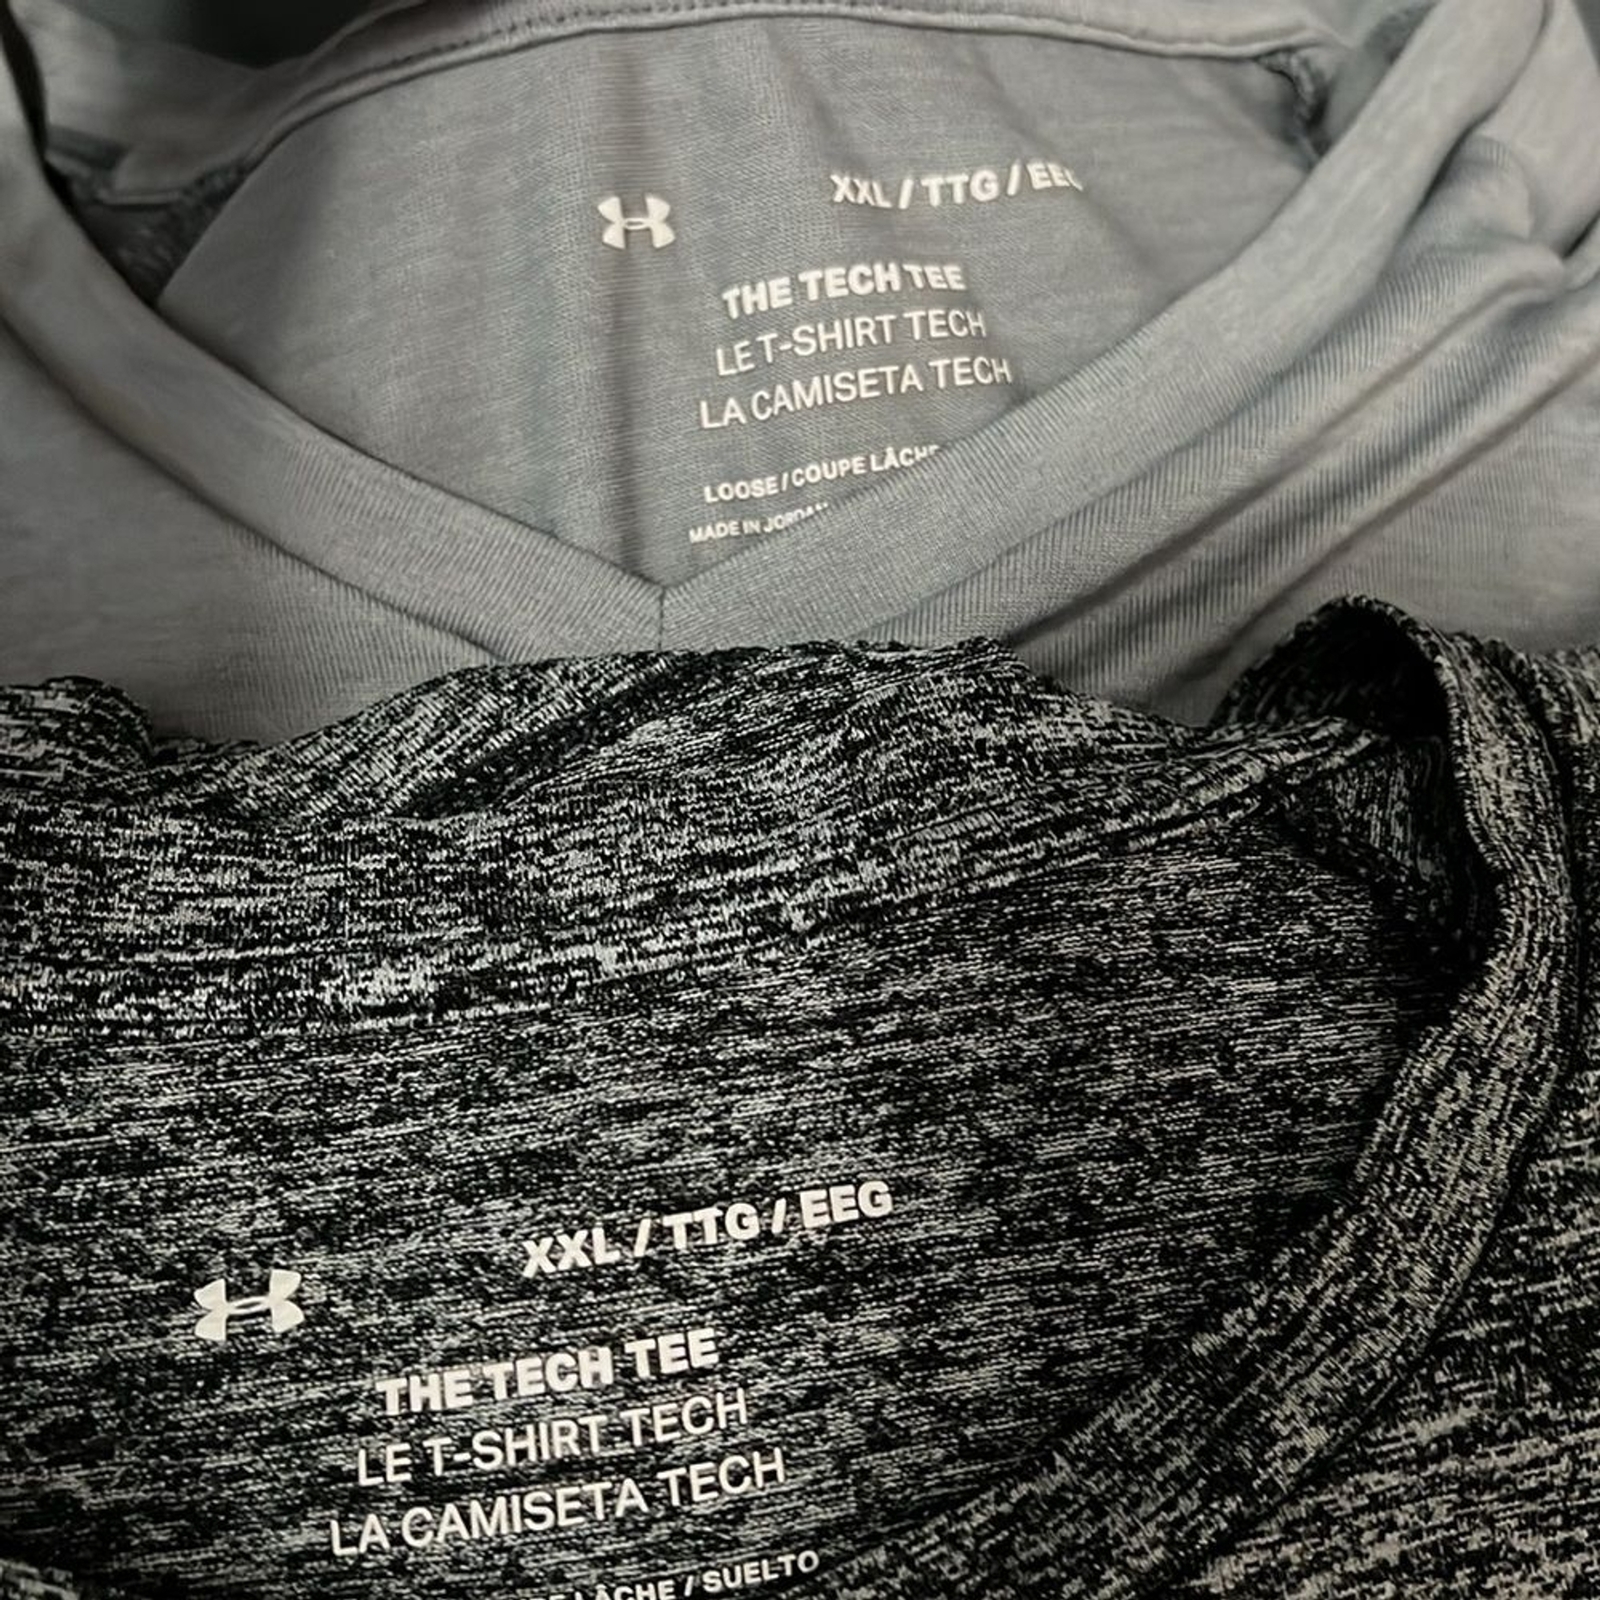 XXL / TTG /
THE TECH TEE
LE T-SHIRT TECH
LA CAMISETA TECH
LOOSE / COUPE LÂCHE
MADE IN JORDAN
XXL / TTG / EEG
THE TECH TEE
LE T-SHIRT TECH
LA CAMISETA TECH
LÂCHE / SUELTO